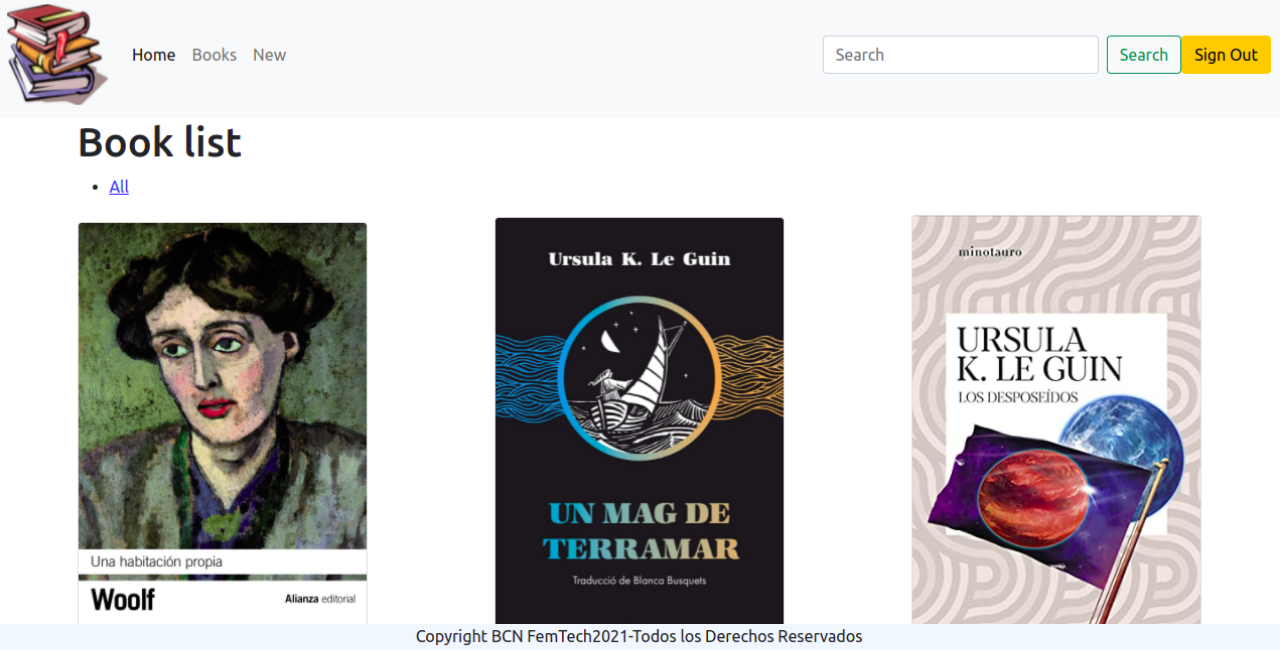 Home Books New Search Search Sign Out
Book list
All
Ursula K. Le Guin
UN MAG DE
TERRAMAR
Traducció de Blanca Busquets
minotauro
URSULA
K. LE GUIN
LOS DESPOSEÍDOS
Una habitación propia
Woolf
Alianza editorial
Copyright BCN FemTech2021-Todos los Derechos Reservados